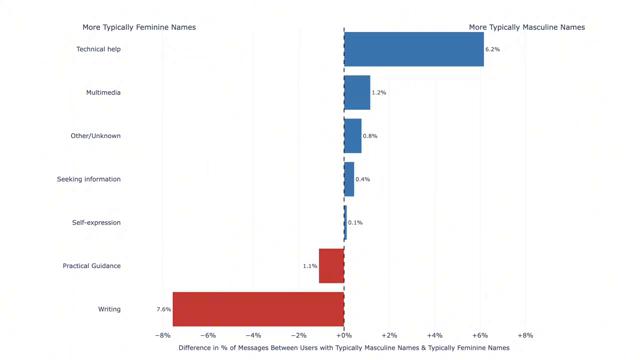 More Typically Feminine Names More Typically Masculine Names
Technical help 6.2%
Multimedia 1.2%
Other/Unknown 0.8%
Seeking information 0.4%
Self-expression 0.1%
Practical Guidance 1.1%
Writing 7.6%
−8% −6% −4% −2% +0% +2% +4% +6% +8%
Difference in % of Messages Between Users with Typically Masculine Names & Typically Feminine Names